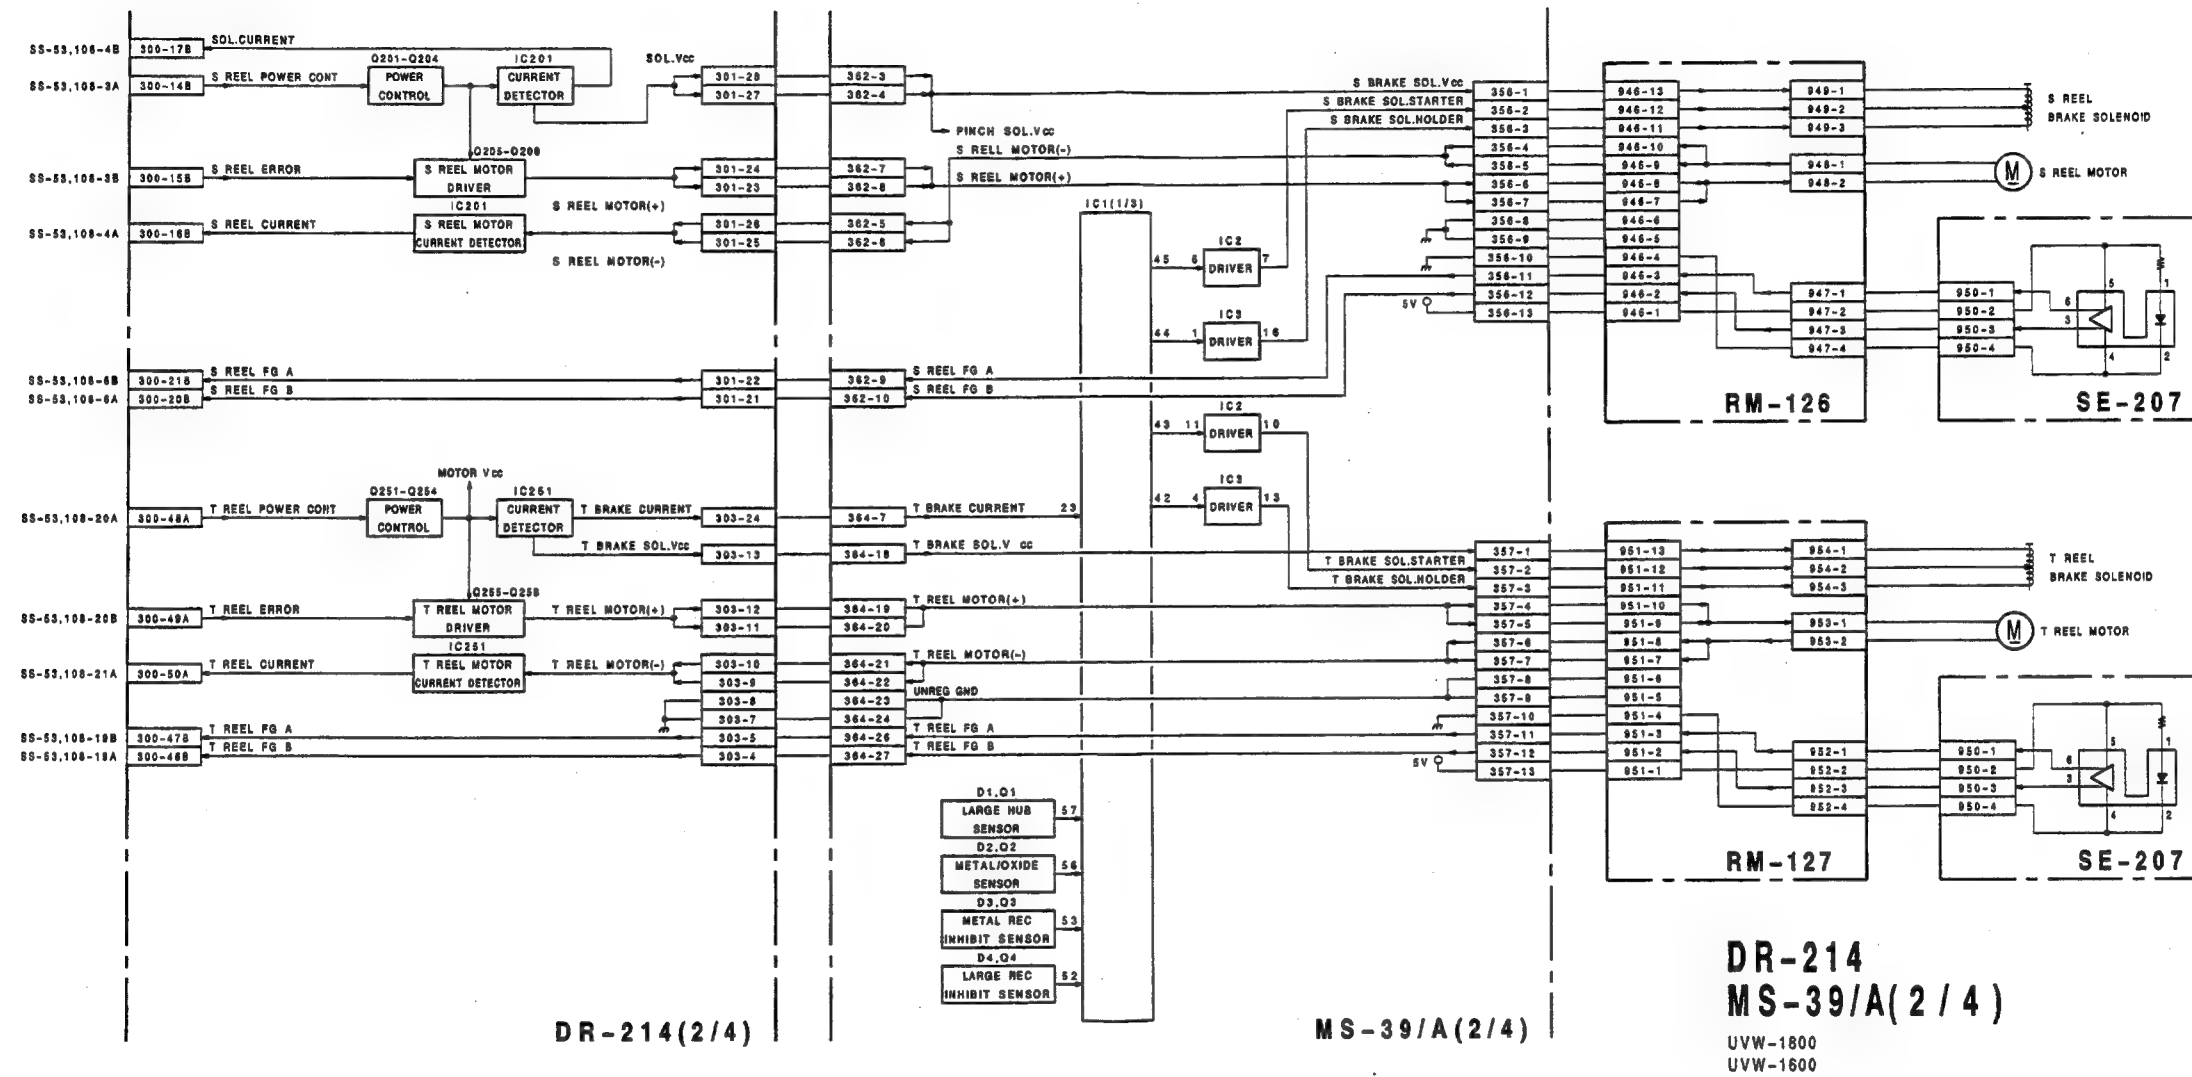 SS-53,108-4B 300-17B SOL.CURRENT
SS-53,108-3A 300-14B S REEL POWER CONT
Q201-Q204
POWER
CONTROL
IC201
CURRENT
DETECTOR
SOL.Vcc
301-28 362-3
301-27 362-4
PINCH SOL.Vcc
SS-53,108-3B 300-15B S REEL ERROR
Q205-Q208
S REEL MOTOR
DRIVER
301-24 362-7
301-23 362-8
S RELL MOTOR(-)
S REEL MOTOR(+)
S REEL MOTOR(+)
SS-53,108-4A 300-16B S REEL CURRENT
IC201
S REEL MOTOR
CURRENT DETECTOR
301-26 362-5
301-25 362-6
S REEL MOTOR(-)
SS-53,108-6B 300-21B S REEL FG A 301-22 362-9 S REEL FG A
SS-53,108-6A 300-20B S REEL FG B 301-21 362-10 S REEL FG B
MOTOR Vcc
SS-53,108-20A 300-48A T REEL POWER CONT
Q251-Q254
POWER
CONTROL
IC251
CURRENT
DETECTOR
T BRAKE CURRENT 303-24 364-7 T BRAKE CURRENT 23
T BRAKE SOL.Vcc 303-13 364-18 T BRAKE SOL.V cc
SS-53,108-20B 300-49A T REEL ERROR
Q255-Q258
T REEL MOTOR
DRIVER
T REEL MOTOR(+) 303-12 364-19 T REEL MOTOR(+)
303-11 364-20
SS-53,108-21A 300-50A T REEL CURRENT
IC251
T REEL MOTOR
CURRENT DETECTOR
T REEL MOTOR(-) 303-10 364-21 T REEL MOTOR(-)
303-9 364-22
303-8 364-23 UNREG GND
303-7 364-24
SS-53,108-19B 300-47B T REEL FG A 303-5 364-26 T REEL FG A
SS-53,108-19A 300-46B T REEL FG B 303-4 364-27 T REEL FG B
IC1(1/3)
45 6 IC2 DRIVER 7
44 1 IC3 DRIVER 16
43 11 IC2 DRIVER 10
42 4 IC3 DRIVER 13
D1,Q1
LARGE HUB
SENSOR
57
D2,Q2
METAL/OXIDE
SENSOR
56
D3,Q3
METAL REC
INHIBIT SENSOR
53
D4,Q4
LARGE REC
INHIBIT SENSOR
52
S BRAKE SOL.Vcc 356-1 946-13 949-1
S BRAKE SOL.STARTER 356-2 946-12 949-2
S BRAKE SOL.HOLDER 356-3 946-11 949-3
S REEL
BRAKE SOLENOID
356-4 946-10
356-5 946-9 948-1
356-6 946-8 948-2
M S REEL MOTOR
356-7 946-7
356-8 946-6
356-9 946-5
356-10 946-4
356-11 946-3
356-12 946-2
5V 356-13 946-1
947-1 950-1
947-2 950-2
947-3 950-3
947-4 950-4
6 3 5 4 1 2
RM-126
SE-207
357-1 951-13 954-1
T BRAKE SOL.STARTER 357-2 951-12 954-2
T BRAKE SOL.HOLDER 357-3 951-11 954-3
T REEL
BRAKE SOLENOID
357-4 951-10
357-5 951-9 953-1
357-6 951-8 953-2
M T REEL MOTOR
357-7 951-7
357-8 951-6
357-9 951-5
357-10 951-4
357-11 951-3
357-12 951-2
5V 357-13 951-1
952-1 950-1
952-2 950-2
952-3 950-3
952-4 950-4
6 3 5 4 1 2
RM-127
SE-207
DR-214(2/4)
MS-39/A(2/4)
DR-214
MS-39/A(2/4)
UVW-1800
UVW-1600